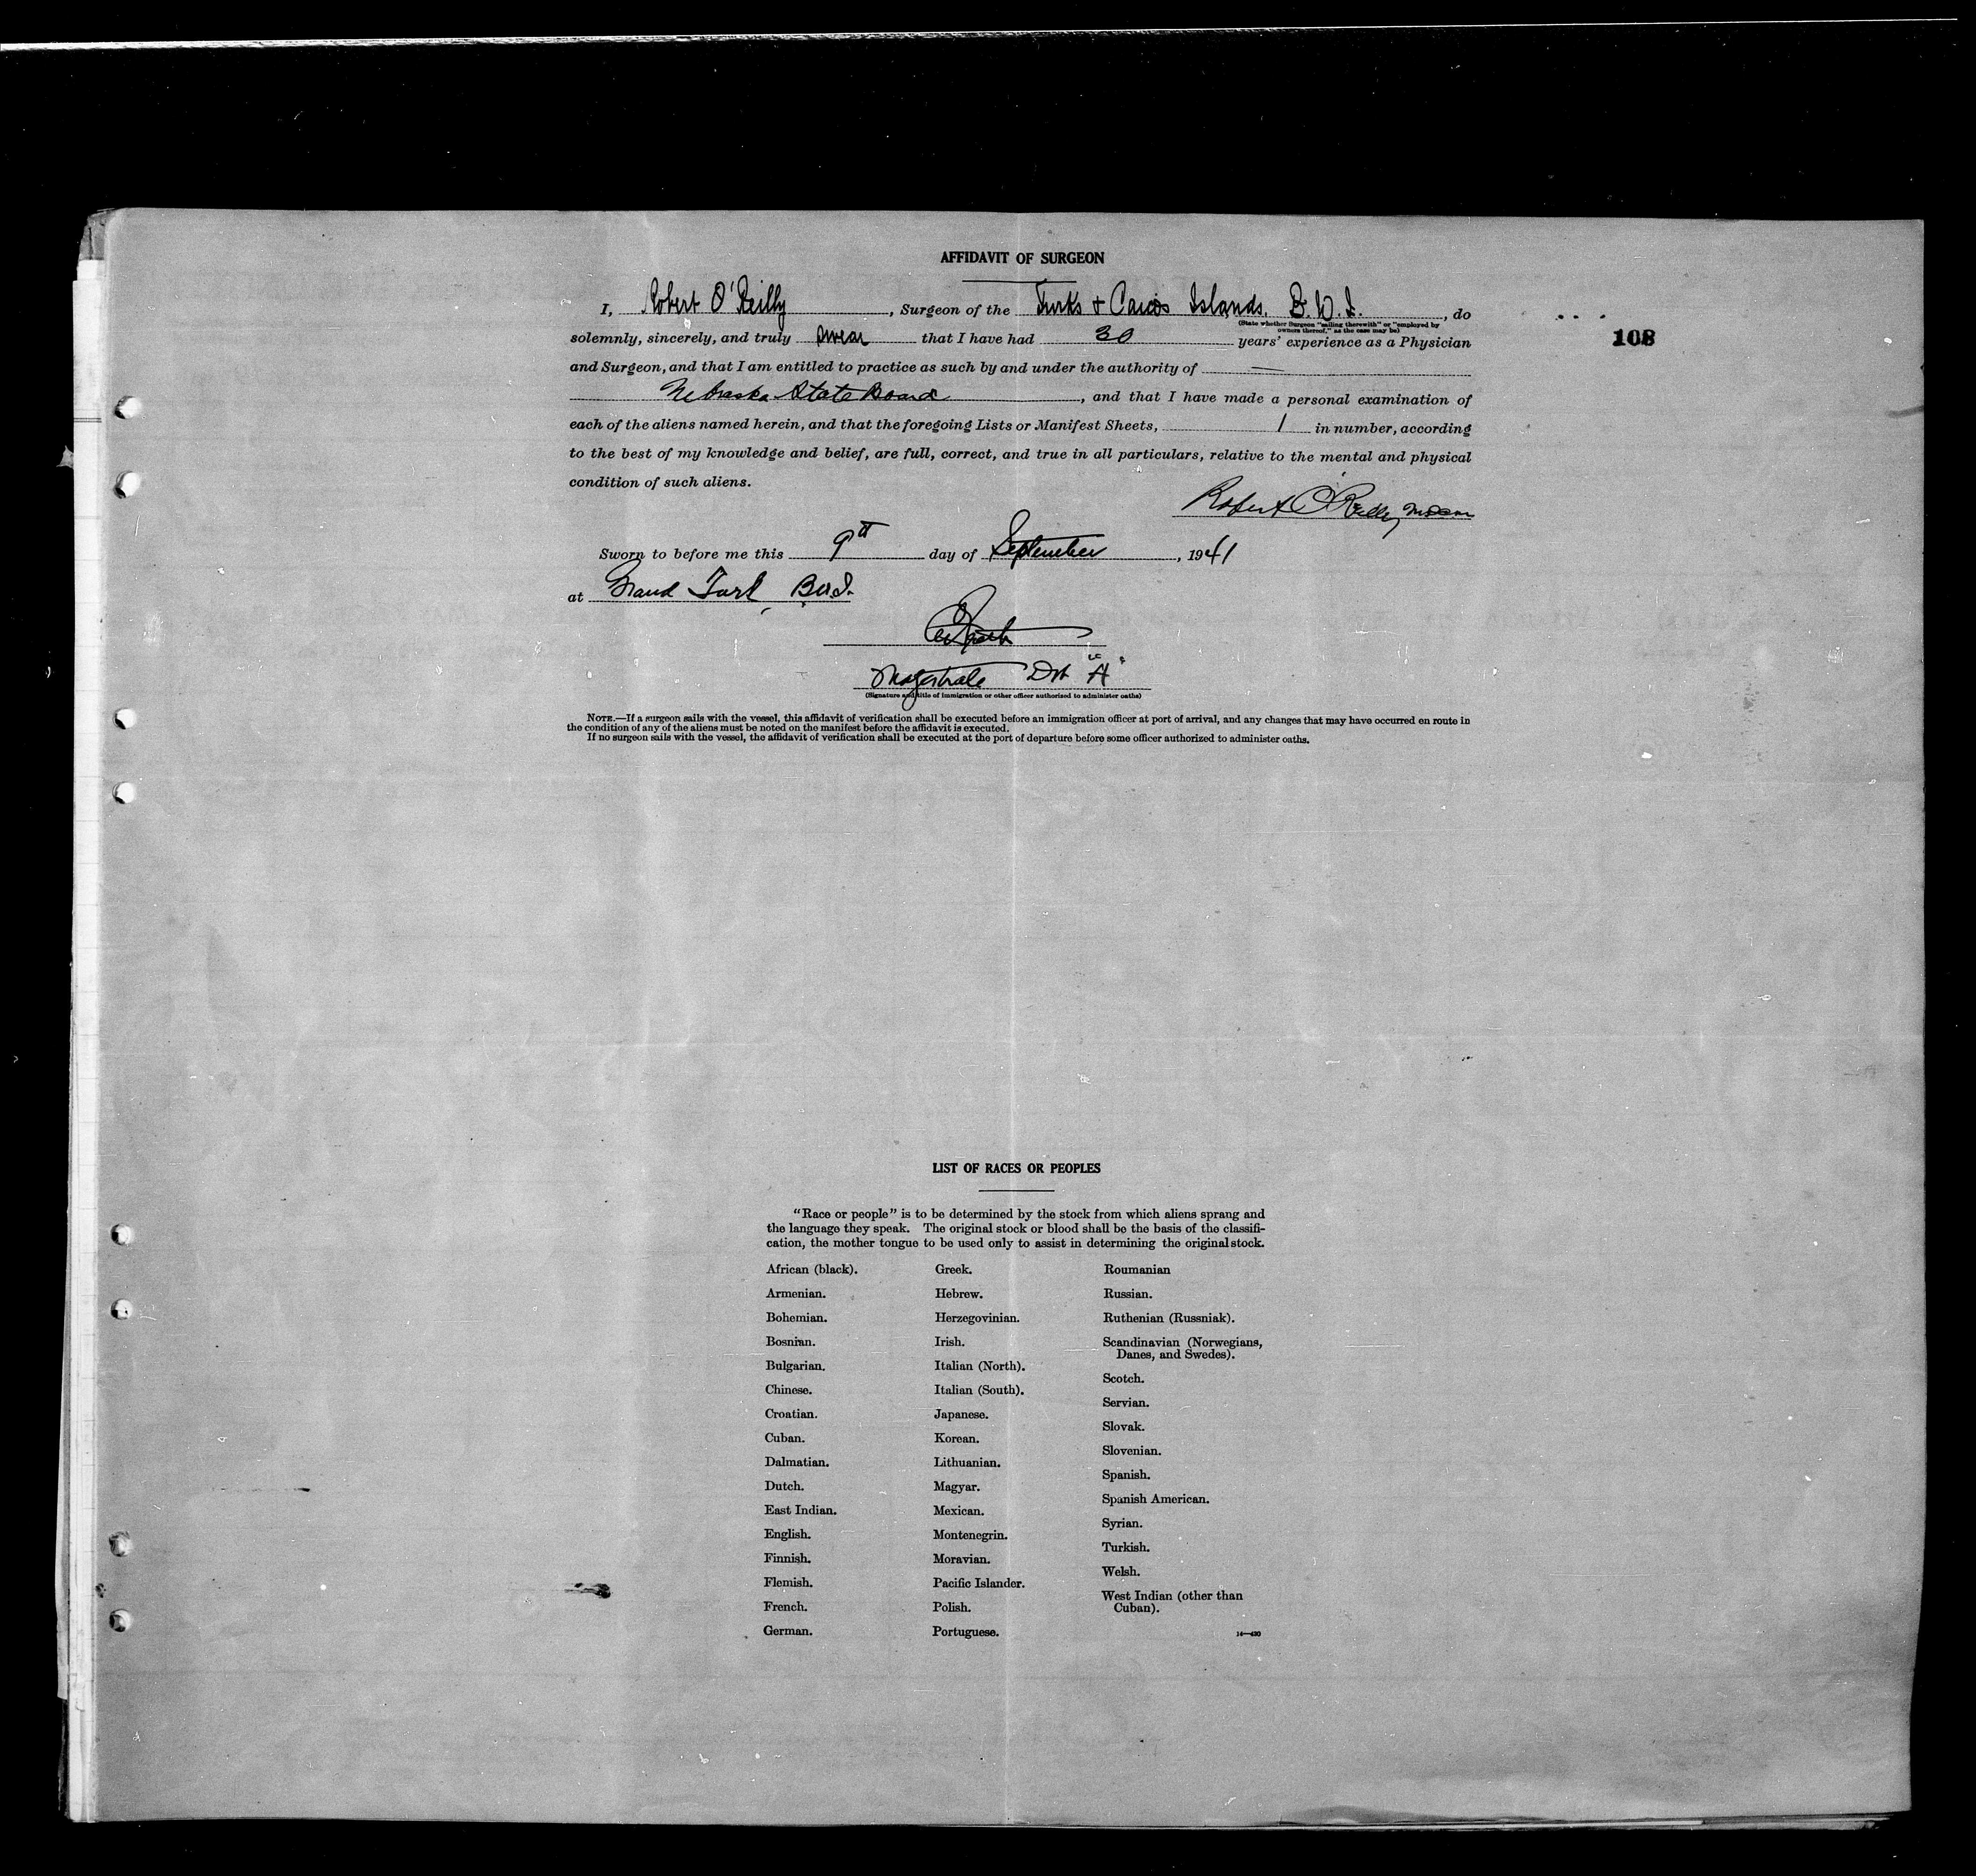 AFFIDAVIT OF SURGEON
I, Robert O'Reilly, Surgeon of the Turks & Caicos Islands. B.W.I., do
(State whether Surgeon "sailing therewith" or "employed by
owners thereof," as the case may be)
108
solemnly, sincerely, and truly swear that I have had 30 years' experience as a Physician
and Surgeon, and that I am entitled to practice as such by and under the authority of —
Nebraska State Board, and that I have made a personal examination of
each of the aliens named herein, and that the foregoing Lists or Manifest Sheets, 1 in number, according
to the best of my knowledge and belief, are full, correct, and true in all particulars, relative to the mental and physical
condition of such aliens.
Robert O'Reilly
Sworn to before me this 9th day of September, 1941
at Grand Turk, B.W.I.
Magistrate Dist "A"
(Signature and title of immigration or other officer authorized to administer oaths)
NOTE.—If a surgeon sails with the vessel, this affidavit of verification shall be executed before an immigration officer at port of arrival, and any changes that may have occurred en route in
the condition of any of the aliens must be noted on the manifest before the affidavit is executed.
If no surgeon sails with the vessel, the affidavit of verification shall be executed at the port of departure before some officer authorized to administer oaths.
LIST OF RACES OR PEOPLES
"Race or people" is to be determined by the stock from which aliens sprang and
the language they speak. The original stock or blood shall be the basis of the classifi-
cation, the mother tongue to be used only to assist in determining the original stock.
African (black).
Armenian.
Bohemian.
Bosnian.
Bulgarian.
Chinese.
Croatian.
Cuban.
Dalmatian.
Dutch.
East Indian.
English.
Finnish.
Flemish.
French.
German.
Greek.
Hebrew.
Herzegovinian.
Irish.
Italian (North).
Italian (South).
Japanese.
Korean.
Lithuanian.
Magyar.
Mexican.
Montenegrin.
Moravian.
Pacific Islander.
Polish.
Portuguese.
Roumanian
Russian.
Ruthenian (Russniak).
Scandinavian (Norwegians,
Danes, and Swedes).
Scotch.
Servian.
Slovak.
Slovenian.
Spanish.
Spanish American.
Syrian.
Turkish.
Welsh.
West Indian (other than
Cuban).